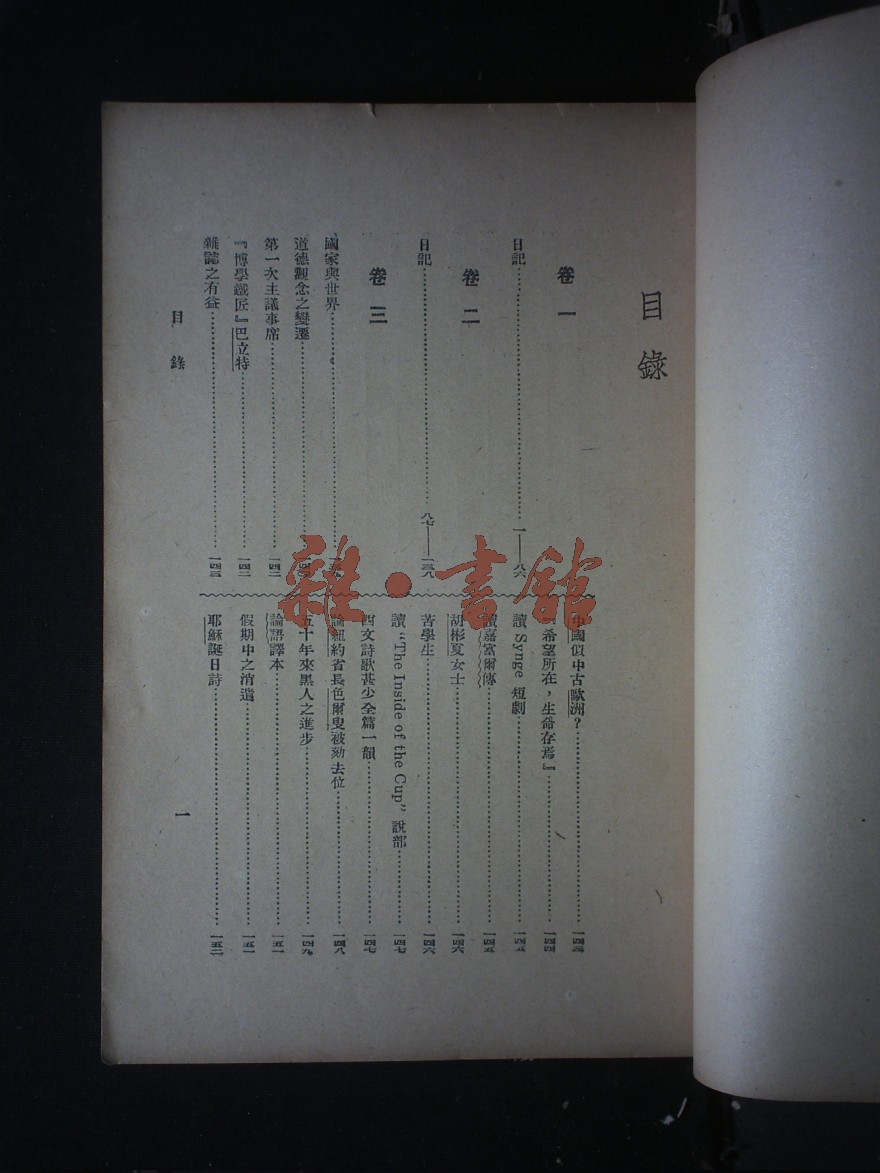 目錄
卷一
日記 一——八六
卷二
日記 八七——一三八
卷三
國家與世界
道德觀念之變遷
第一次主議事席 一四二
『博學鐵匠』巴立特 一四二
雜誌之有益 一四三
中國似中古歐洲？
『希望所在，生命存焉』 一四四
讀 Synge 短劇 一四五
讀嘉富爾傳 一四五
胡彬夏女士 一四六
苦學生 一四六
讀 “The Inside of the Cup” 說部 一四七
西文詩歌甚少全篇一韻 一四七
論紐約省長色爾叟被劾去位 一四八
五十年來黑人之進步 一四九
論語譯本 一五一
假期中之消遣 一五一
耶穌誕日詩 一五二
目錄
一
雜·書館